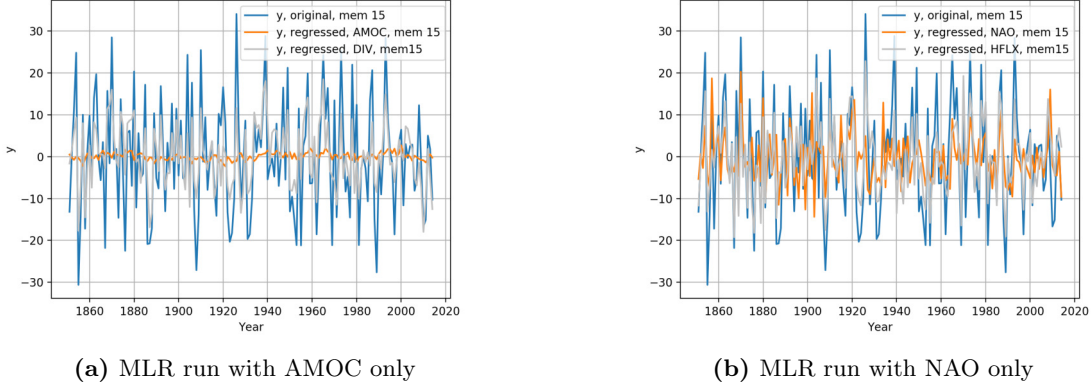 y, original, mem 15
y, regressed, AMOC, mem 15
y, regressed, DIV, mem15
30
20
10
0
−10
−20
−30
y
1860 1880 1900 1920 1940 1960 1980 2000 2020
Year
(a) MLR run with AMOC only
y, original, mem 15
y, regressed, NAO, mem 15
y, regressed, HFLX, mem15
30
20
10
0
−10
−20
−30
y
1860 1880 1900 1920 1940 1960 1980 2000 2020
Year
(b) MLR run with NAO only